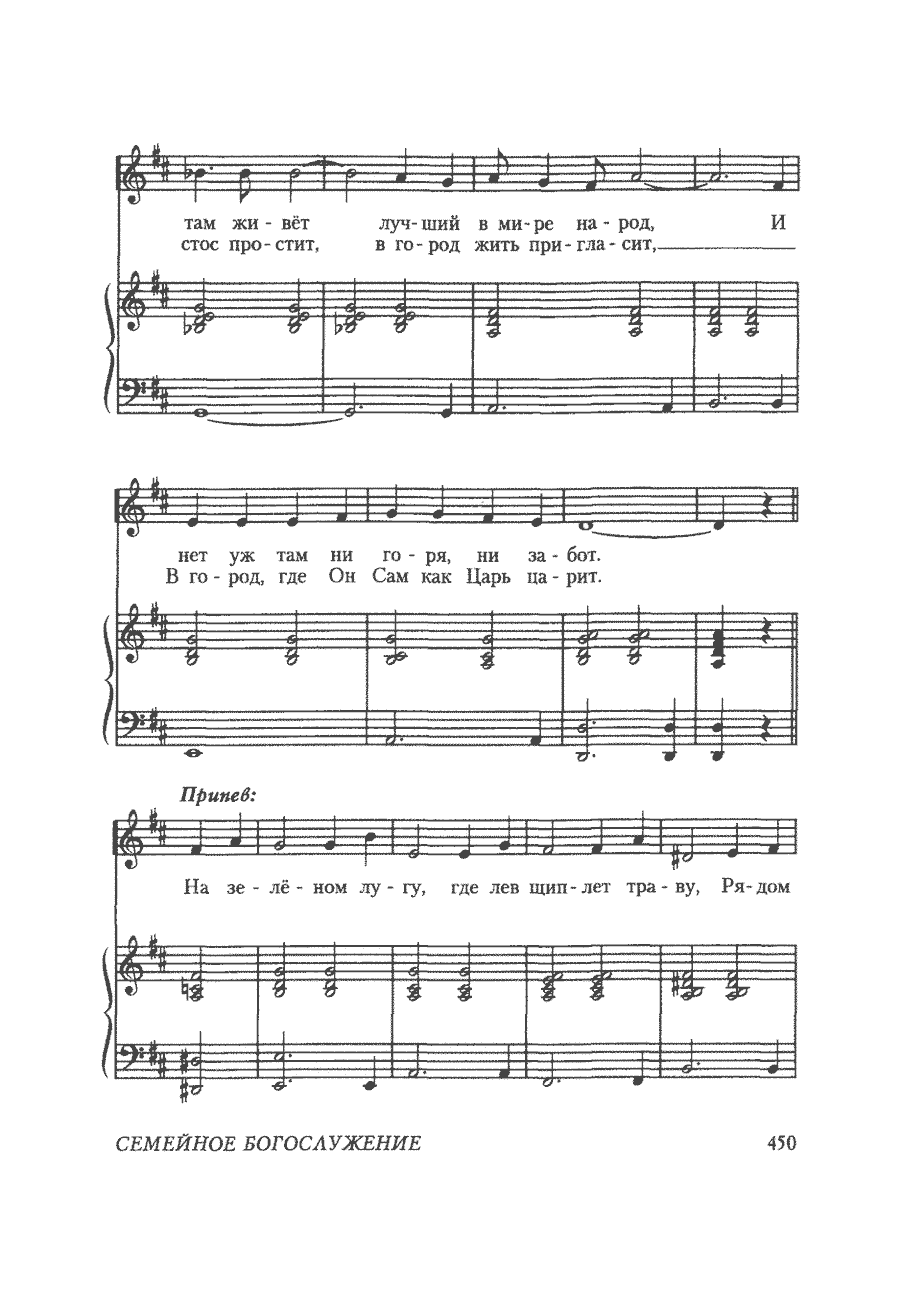 там жи - вёт луч- ший в ми- ре на - род, И
стос про- стит, в го - род жить при- гла- сит,
нет уж там ни го - ря, ни за - бот.
В го - род, где Он Сам как Царь ца - рит.
Припев:
На зе - лё - ном лу - гу, где лев щип- лет тра - ву, Ря- дом
СЕМЕЙНОЕ БОГОСЛУЖЕНИЕ 450